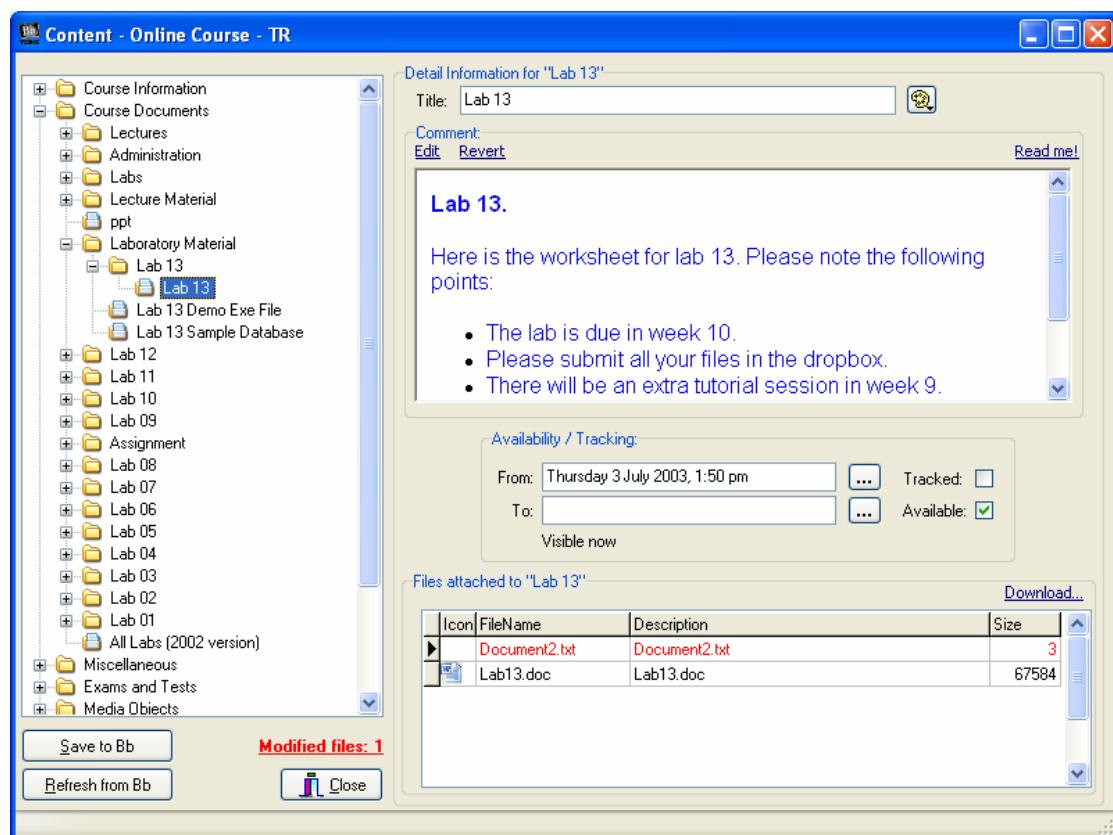 Content - Online Course - TR
Course Information
Course Documents
Lectures
Administration
Labs
Lecture Material
ppt
Laboratory Material
Lab 13
Lab 13
Lab 13 Demo Exe File
Lab 13 Sample Database
Lab 12
Lab 11
Lab 10
Lab 09
Assignment
Lab 08
Lab 07
Lab 06
Lab 05
Lab 04
Lab 03
Lab 02
Lab 01
All Labs (2002 version)
Miscellaneous
Exams and Tests
Media Objects
Save to Bb
Modified files: 1
Refresh from Bb
Close
Detail Information for "Lab 13"
Title: Lab 13
Comment:
Edit Revert Read me!
Lab 13.
Here is the worksheet for lab 13. Please note the following
points:
• The lab is due in week 10.
• Please submit all your files in the dropbox.
• There will be an extra tutorial session in week 9.
Availability / Tracking:
From: Thursday 3 July 2003, 1:50 pm ... Tracked:
To: ... Available:
Visible now
Files attached to "Lab 13"
Download...
Icon FileName Description Size
Document2.txt Document2.txt 3
Lab13.doc Lab13.doc 67584